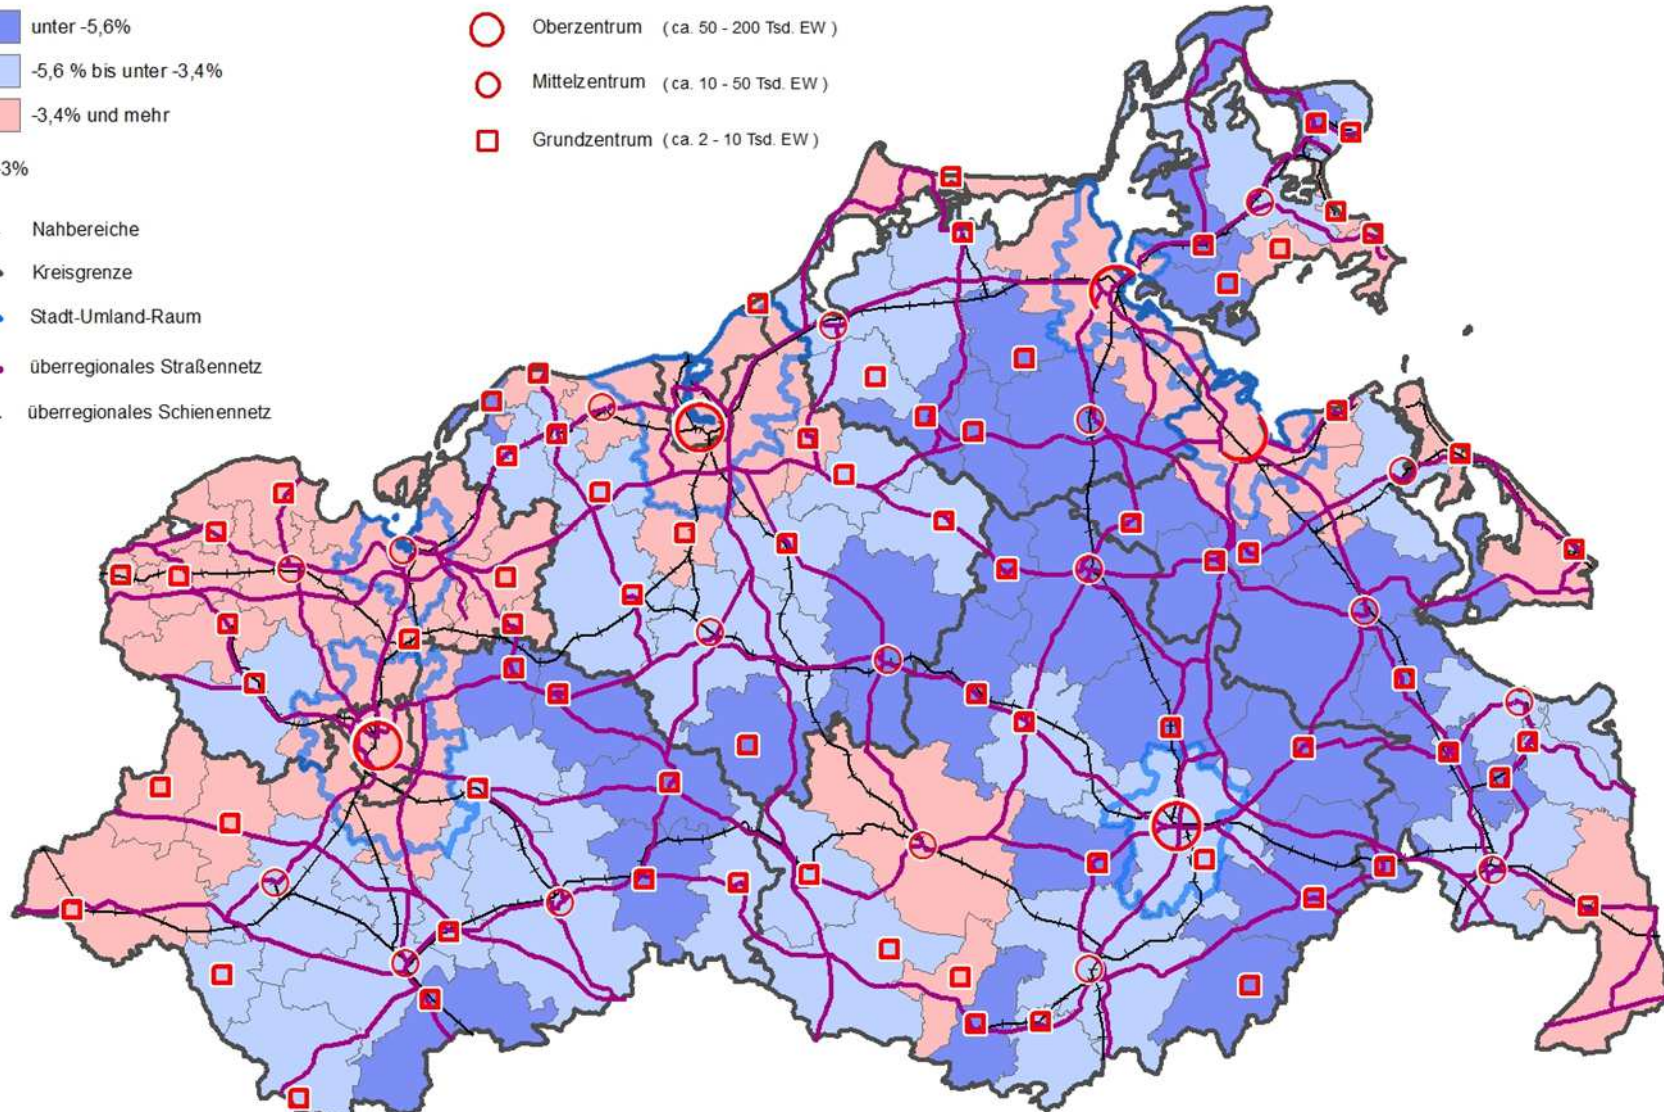 unter -5,6%
-5,6 % bis unter -3,4%
-3,4% und mehr
3%
Nahbereiche
Kreisgrenze
Stadt-Umland-Raum
überregionales Straßennetz
überregionales Schienennetz
Oberzentrum ( ca. 50 - 200 Tsd. EW )
Mittelzentrum ( ca. 10 - 50 Tsd. EW )
Grundzentrum ( ca. 2 - 10 Tsd. EW )